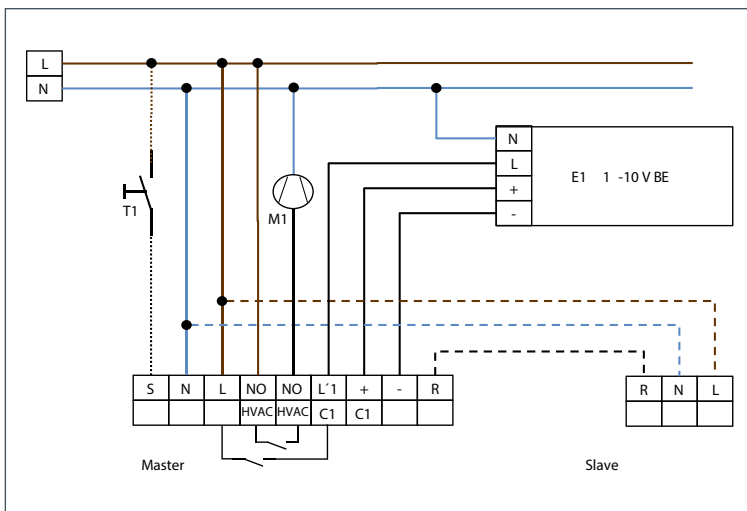 L
N
N
L
+
-
E1 1 -10 V BE
T1
M1
S N L NO NO L´1 + - R
HVAC HVAC C1 C1
R N L
Master
Slave